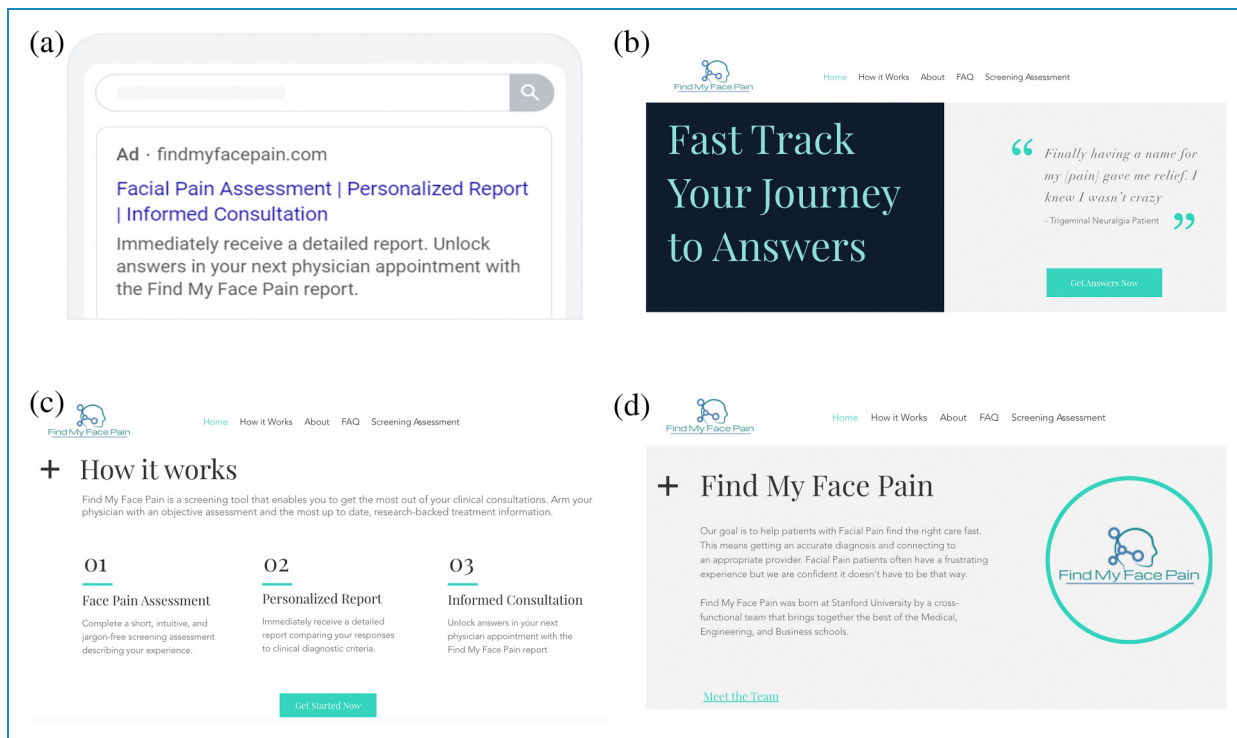 (a)
Ad · findmyfacepain.com
Facial Pain Assessment | Personalized Report
| Informed Consultation
Immediately receive a detailed report. Unlock
answers in your next physician appointment with
the Find My Face Pain report.
(b)
Find My Face Pain
Home How it Works About FAQ Screening Assessment
Fast Track
Your Journey
to Answers
“ Finally having a name for
my [pain] gave me relief. I
knew I wasn't crazy
- Trigeminal Neuralgia Patient ”
Get Answers Now
(c)
Find My Face Pain
Home How it Works About FAQ Screening Assessment
+ How it works
Find My Face Pain is a screening tool that enables you to get the most out of your clinical consultations. Arm your
physician with an objective assessment and the most up to date, research-backed treatment information.
01
Face Pain Assessment
Complete a short, intuitive, and
jargon-free screening assessment
describing your experience.
02
Personalized Report
Immediately receive a detailed
report comparing your responses
to clinical diagnostic criteria.
03
Informed Consultation
Unlock answers in your next
physician appointment with the
Find My Face Pain report
Get Started Now
(d)
Find My Face Pain
Home How it Works About FAQ Screening Assessment
+ Find My Face Pain
Our goal is to help patients with Facial Pain find the right care fast.
This means getting an accurate diagnosis and connecting to
an appropriate provider. Facial Pain patients often have a frustrating
experience but we are confident it doesn't have to be that way.
Find My Face Pain was born at Stanford University by a cross-
functional team that brings together the best of the Medical,
Engineering, and Business schools.
Meet the Team
Find My Face Pain